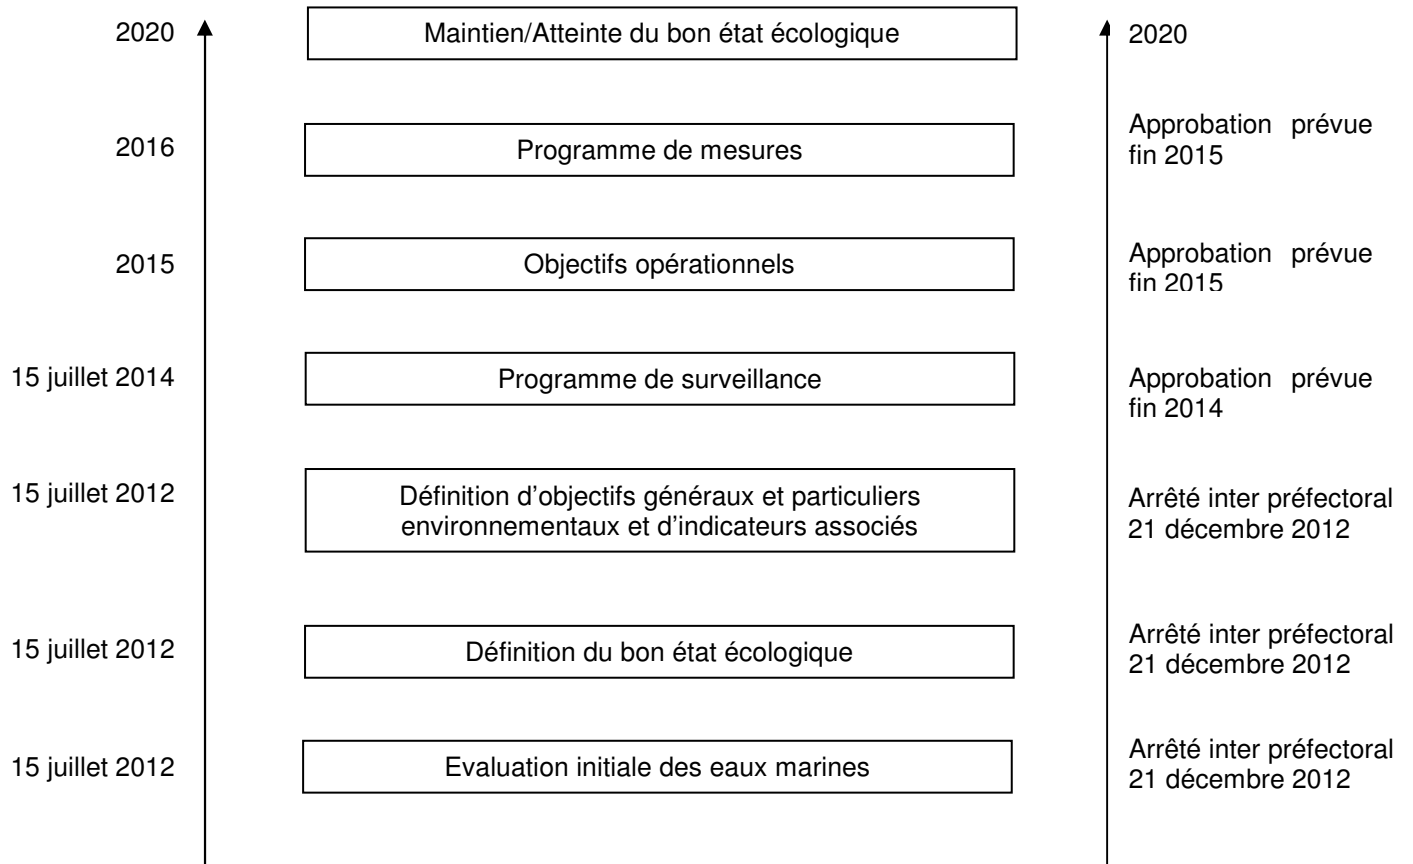 2020
Maintien/Atteinte du bon état écologique
2020
2016
Programme de mesures
Approbation prévue
fin 2015
2015
Objectifs opérationnels
Approbation prévue
fin 2015
15 juillet 2014
Programme de surveillance
Approbation prévue
fin 2014
15 juillet 2012
Définition d'objectifs généraux et particuliers
environnementaux et d'indicateurs associés
Arrêté inter préfectoral
21 décembre 2012
15 juillet 2012
Définition du bon état écologique
Arrêté inter préfectoral
21 décembre 2012
15 juillet 2012
Evaluation initiale des eaux marines
Arrêté inter préfectoral
21 décembre 2012